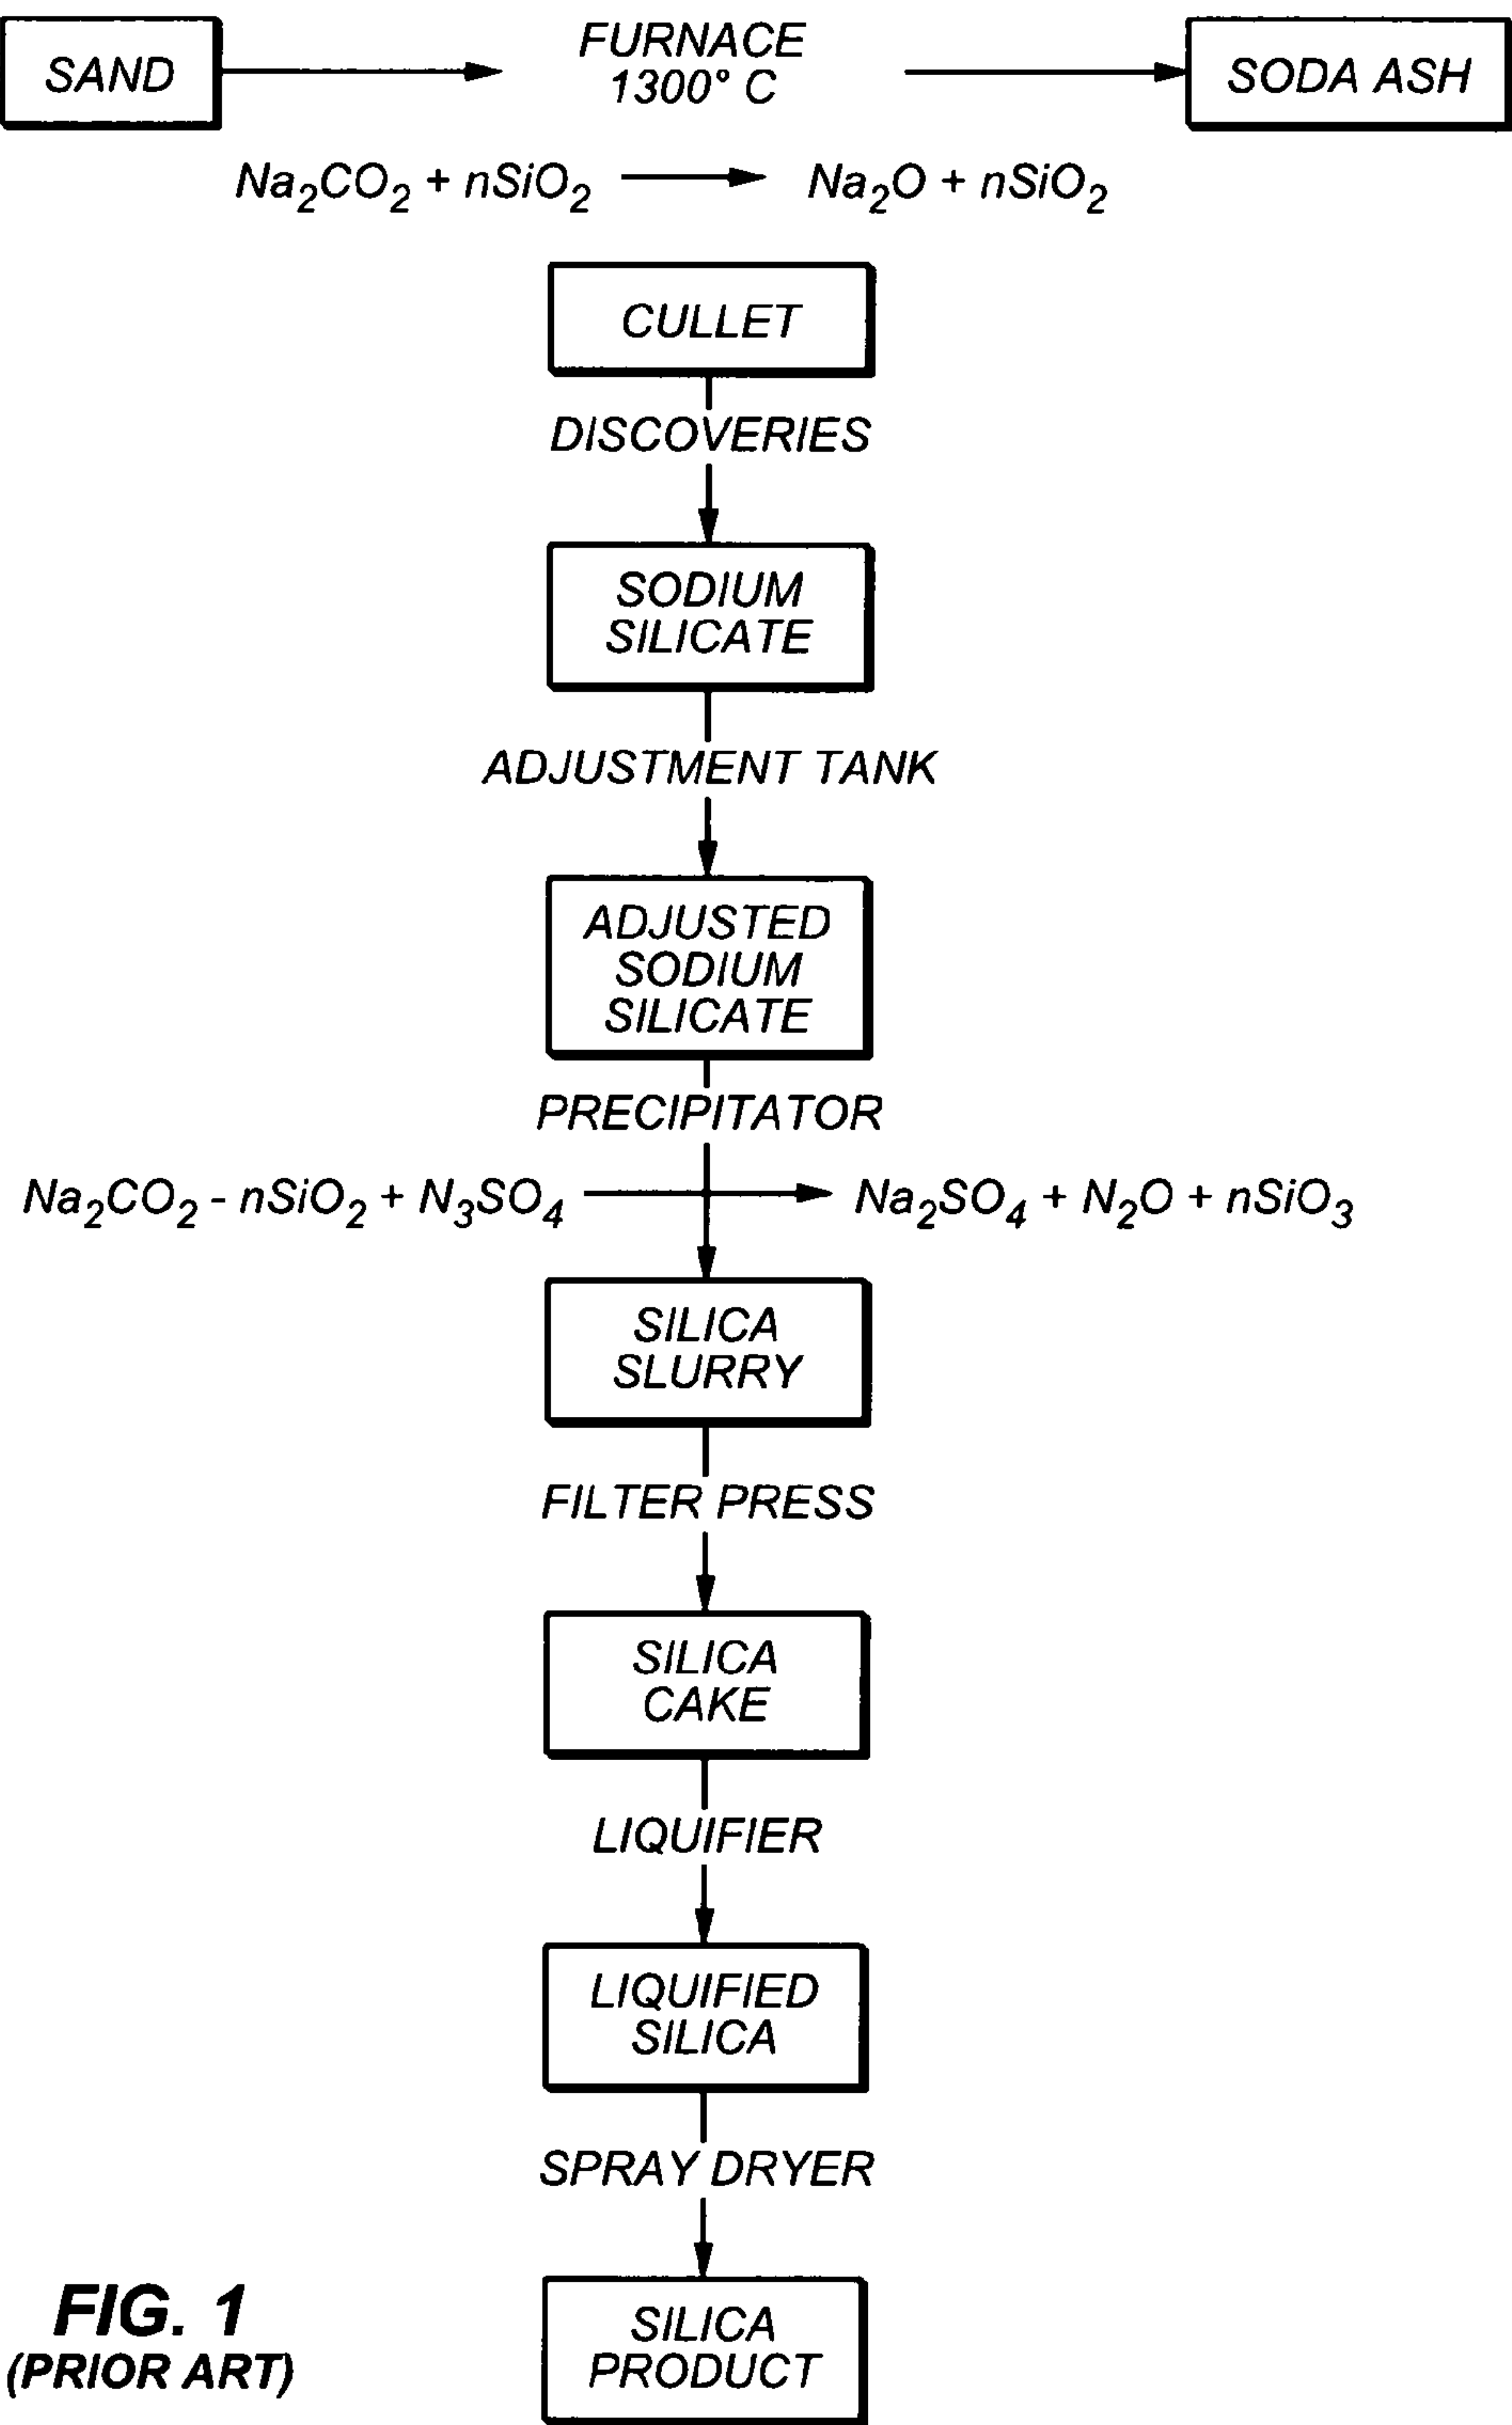 SAND
FURNACE
1300° C
SODA ASH
Na₂CO₂ + nSiO₂ → Na₂O + nSiO₂
CULLET
DISCOVERIES
SODIUM
SILICATE
ADJUSTMENT TANK
ADJUSTED
SODIUM
SILICATE
PRECIPITATOR
Na₂CO₂ - nSiO₂ + N₃SO₄ → Na₂SO₄ + N₂O + nSiO₃
SILICA
SLURRY
FILTER PRESS
SILICA
CAKE
LIQUIFIER
LIQUIFIED
SILICA
SPRAY DRYER
SILICA
PRODUCT
FIG. 1
(PRIOR ART)